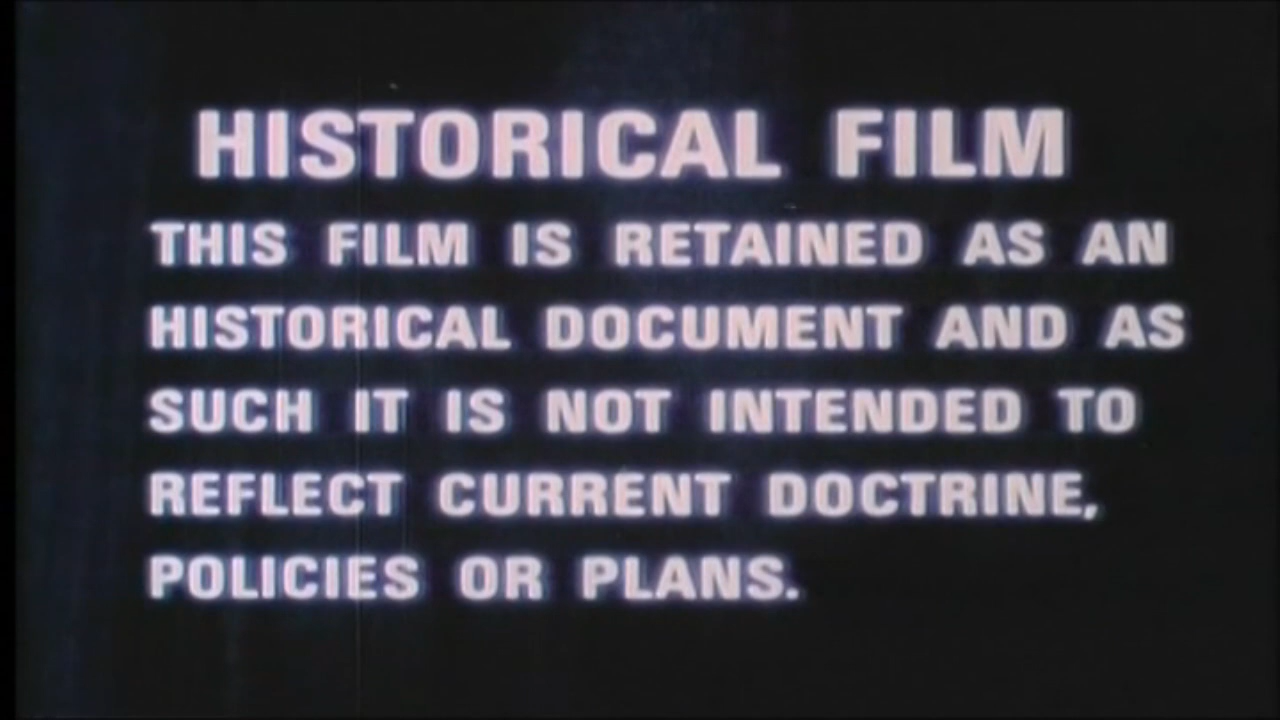 HISTORICAL FILM
THIS FILM IS RETAINED AS AN
HISTORICAL DOCUMENT AND AS
SUCH IT IS NOT INTENDED TO
REFLECT CURRENT DOCTRINE,
POLICIES OR PLANS.